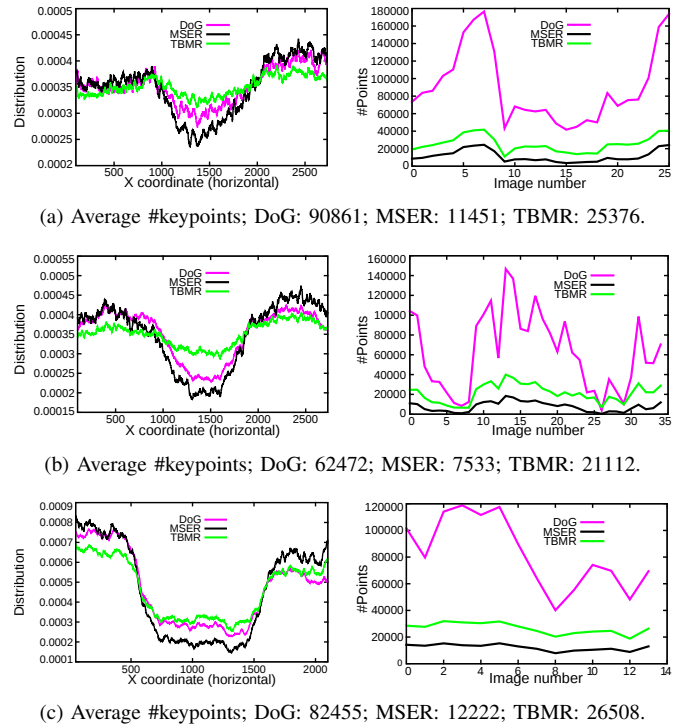 0.0005
0.00045
0.0004
0.00035
0.0003
0.00025
0.0002
Distribution
DoG
MSER
TBMR
500 1000 1500 2000 2500
X coordinate (horizontal)
180000
160000
140000
120000
100000
80000
60000
40000
20000
0
#Points
DoG
MSER
TBMR
0 5 10 15 20 25
Image number
(a) Average #keypoints; DoG: 90861; MSER: 11451; TBMR: 25376.
0.00055
0.0005
0.00045
0.0004
0.00035
0.0003
0.00025
0.0002
0.00015
Distribution
DoG
MSER
TBMR
500 1000 1500 2000 2500
X coordinate (horizontal)
160000
140000
120000
100000
80000
60000
40000
20000
0
#Points
DoG
MSER
TBMR
0 5 10 15 20 25 30 35
Image number
(b) Average #keypoints; DoG: 62472; MSER: 7533; TBMR: 21112.
0.0009
0.0008
0.0007
0.0006
0.0005
0.0004
0.0003
0.0002
0.0001
Distribution
DoG
MSER
TBMR
500 1000 1500 2000
X coordinate (horizontal)
120000
100000
80000
60000
40000
20000
0
#Points
DoG
MSER
TBMR
0 2 4 6 8 10 12 14
Image number
(c) Average #keypoints; DoG: 82455; MSER: 12222; TBMR: 26508.